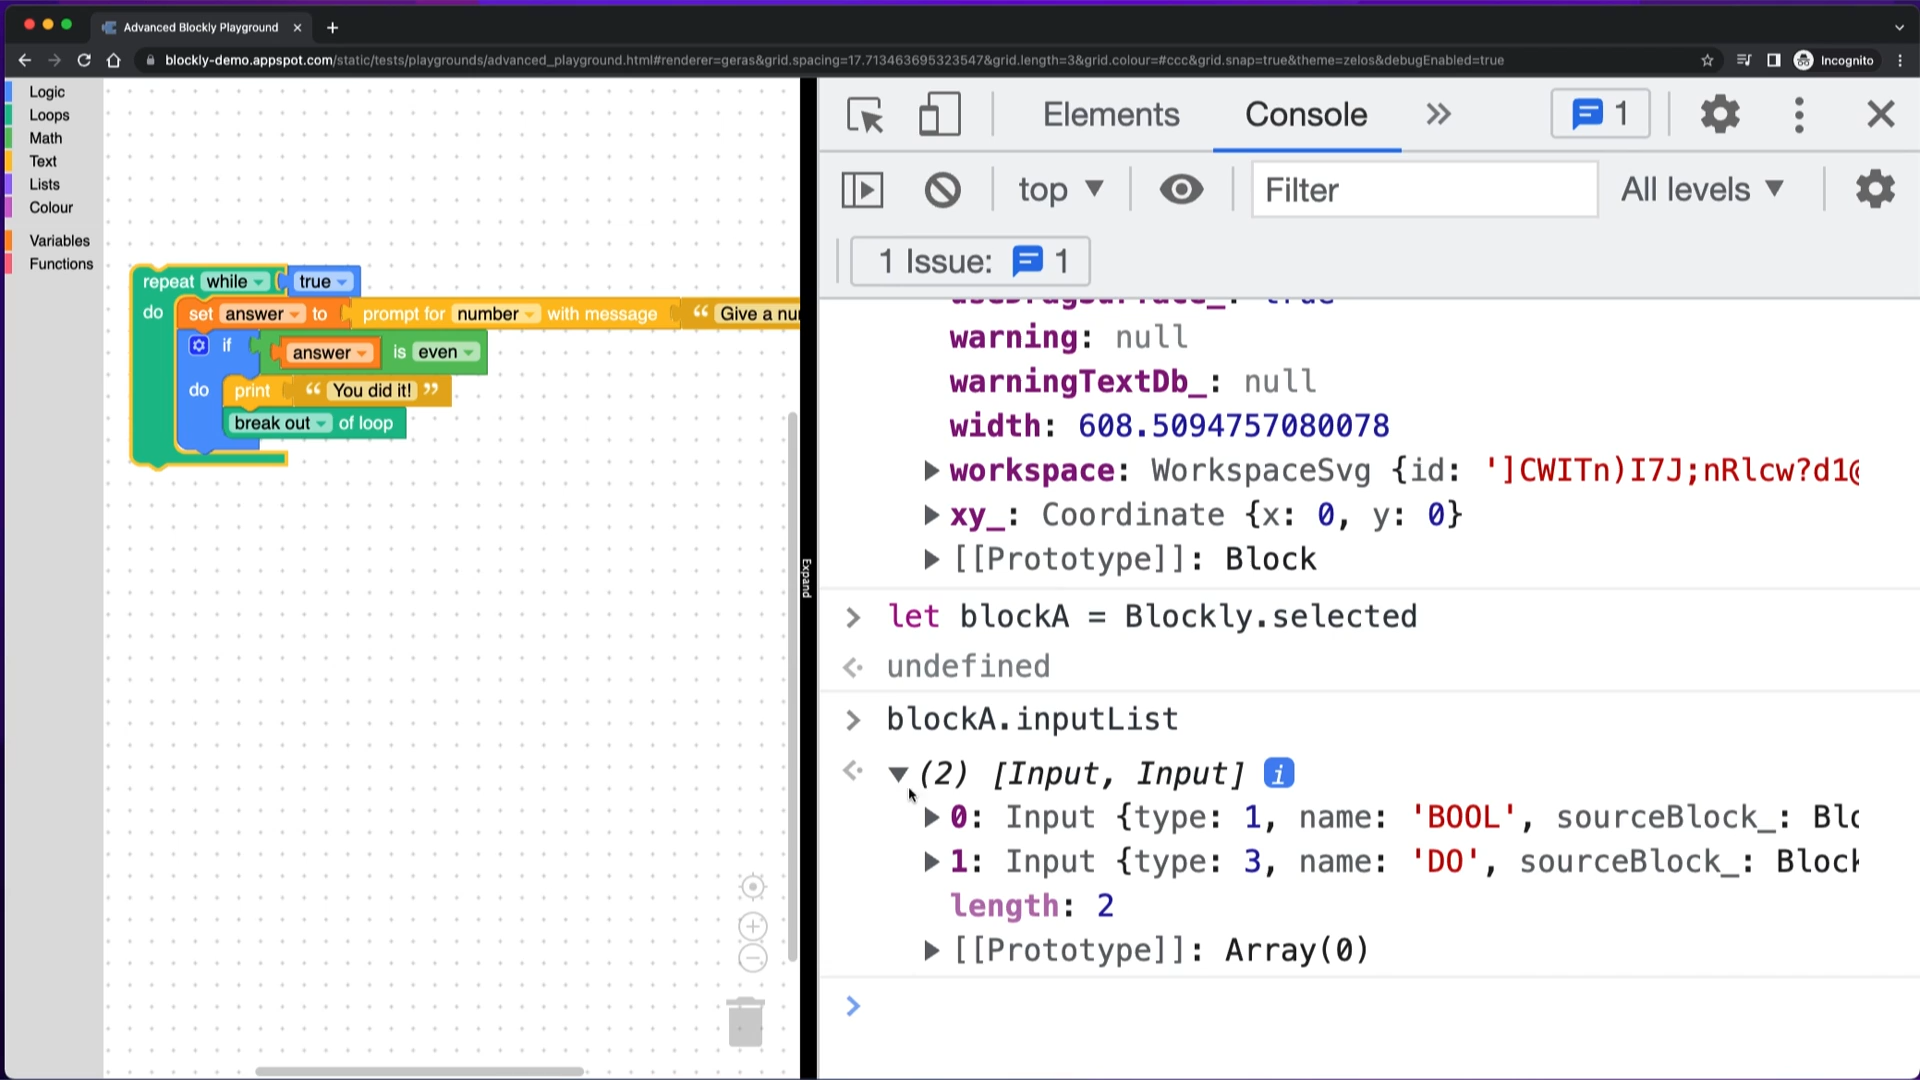 Advanced Blockly Playground
blockly-demo.appspot.com/static/tests/playgrounds/advanced_playground.html#renderer=geras&grid.spacing=17.713463695323547&grid.length=3&grid.colour=#ccc&grid.snap=true&theme=zelos&debugEnabled=true
Incognito
Logic
Loops
Math
Text
Lists
Colour
Variables
Functions
repeat while true
do set answer to prompt for number with message “ Give a nu
if answer is even
do print “ You did it! ”
break out of loop
Expand
Elements Console 1
top Filter All levels
1 Issue: 1
warning: null
warningTextDb_: null
width: 608.5094757080078
workspace: WorkspaceSvg {id: ']CWITn)I7J;nRlcw?d1@
xy_: Coordinate {x: 0, y: 0}
[[Prototype]]: Block
let blockA = Blockly.selected
undefined
blockA.inputList
(2) [Input, Input] i
0: Input {type: 1, name: 'BOOL', sourceBlock_: Blo
1: Input {type: 3, name: 'DO', sourceBlock_: Block
length: 2
[[Prototype]]: Array(0)